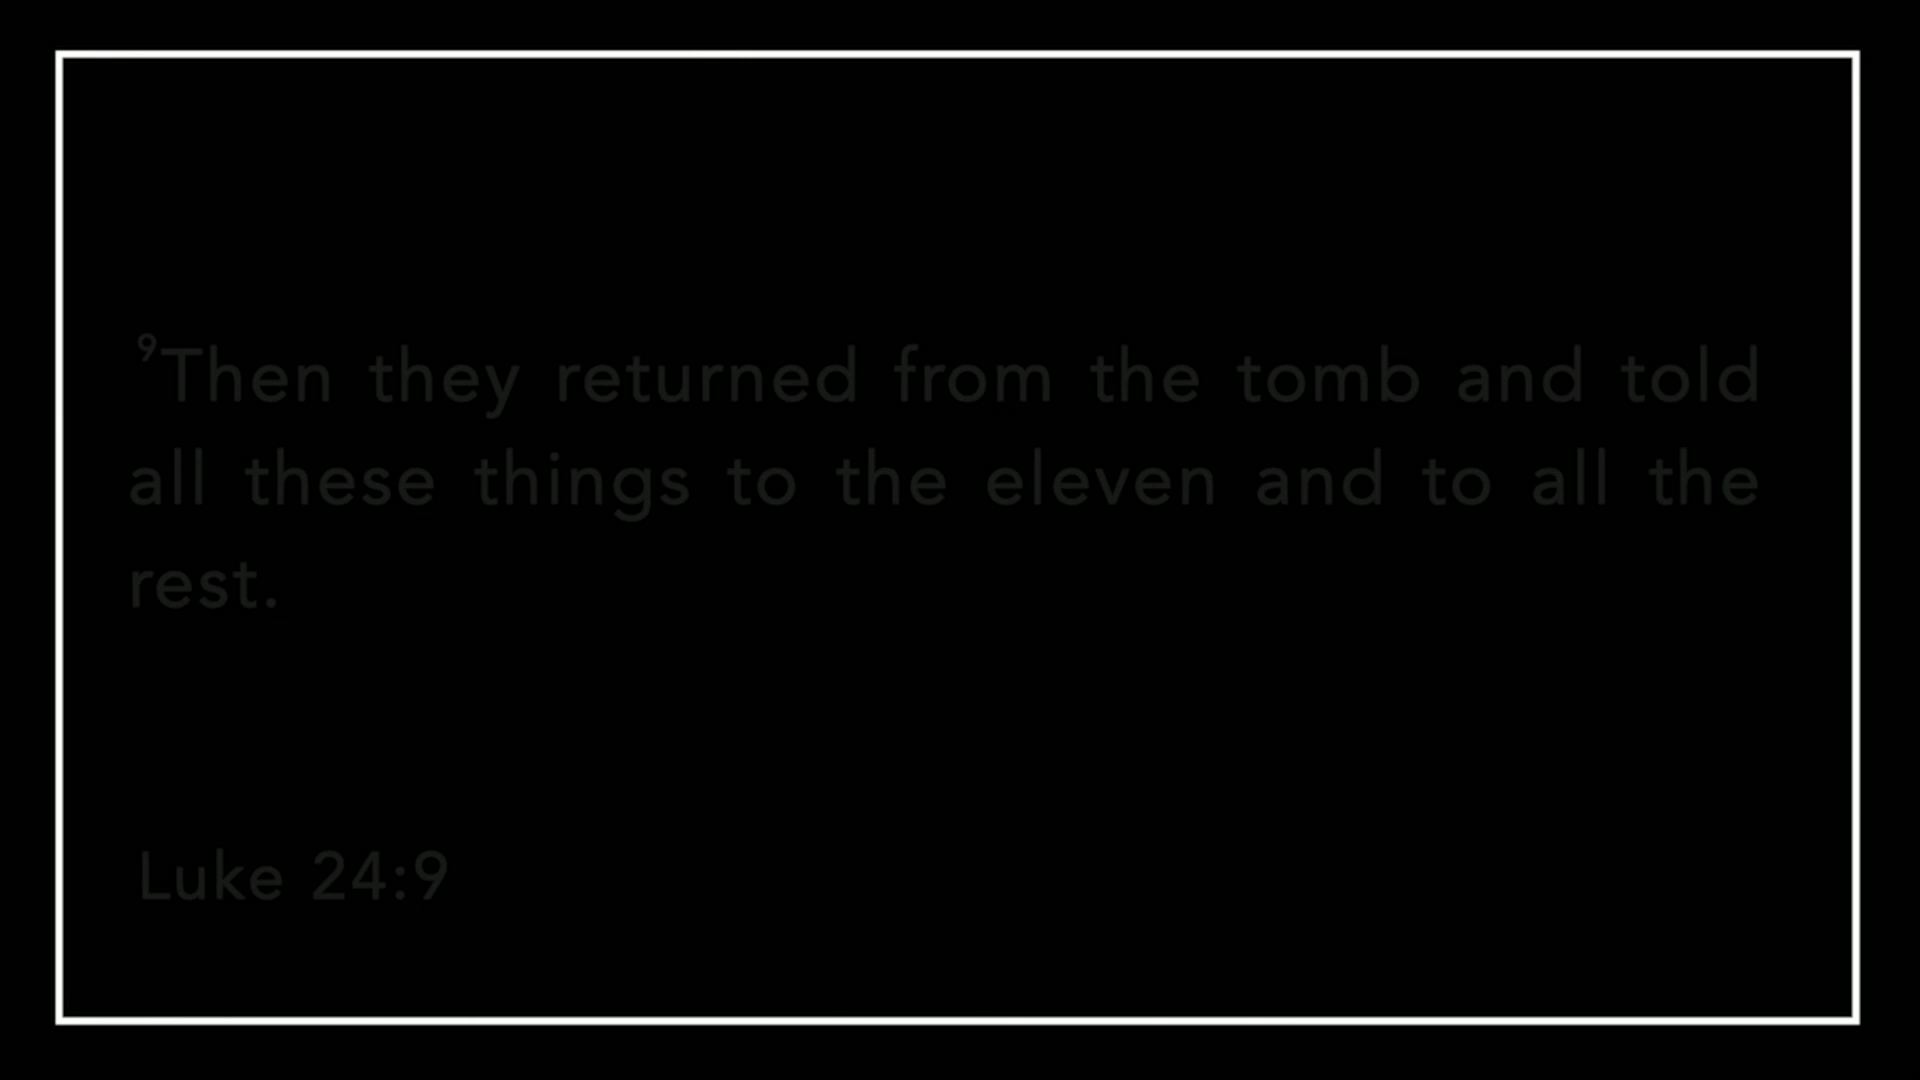 ⁹Then they returned from the tomb and told
all these things to the eleven and to all the
rest.
Luke 24:9